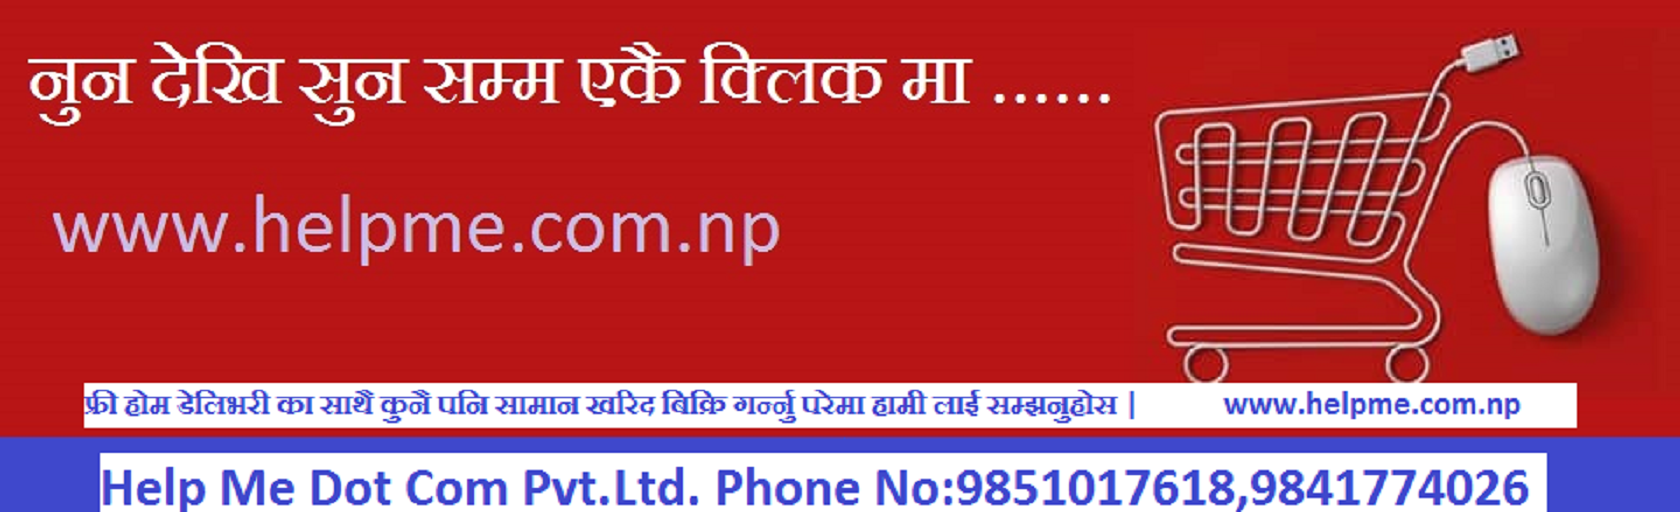 नुन देखि सुन सम्म एकै क्लिक मा ......
www.helpme.com.np
फ्री होम डेलिभरी का साथै कुनै पनि सामान खरिद बिक्रि गर्न्नु परेमा हामी लाई सम्झनुहोस | www.helpme.com.np
Help Me Dot Com Pvt.Ltd. Phone No:9851017618,9841774026